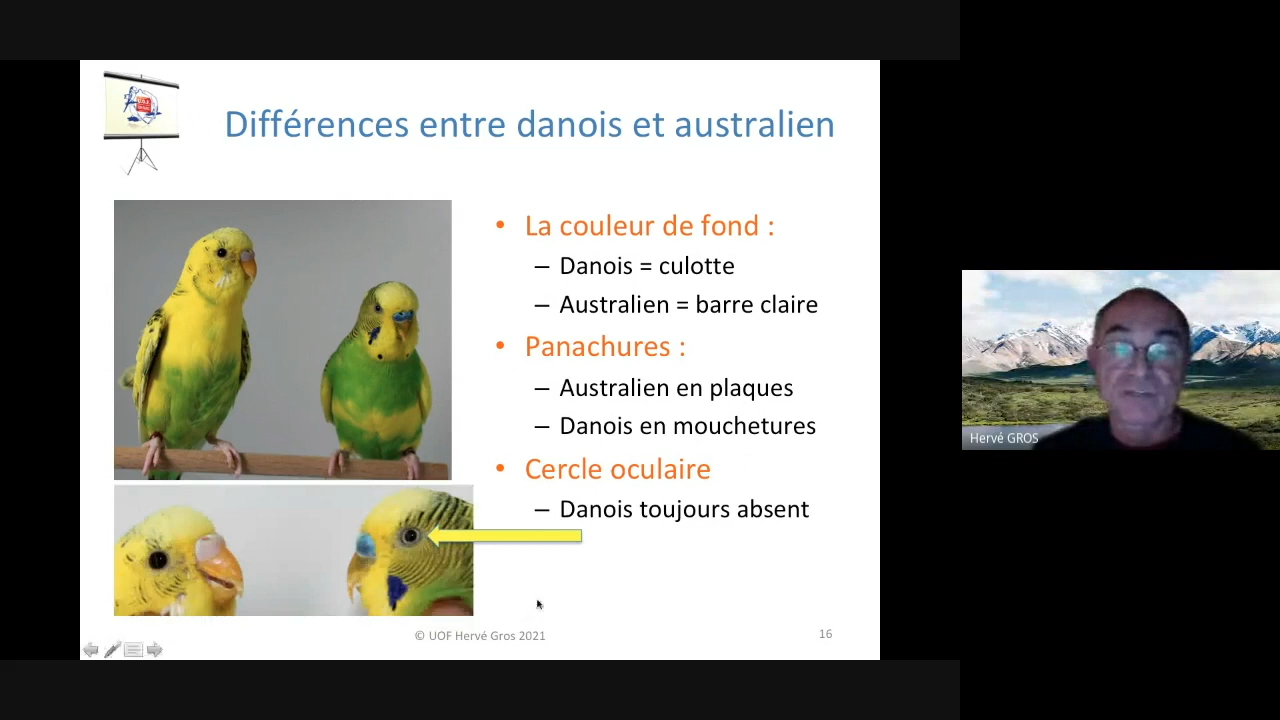 Différences entre danois et australien
• La couleur de fond :
– Danois = culotte
– Australien = barre claire
• Panachures :
– Australien en plaques
– Danois en mouchetures
• Cercle oculaire
– Danois toujours absent
© UOF Hervé Gros 2021
16
Hervé GROS